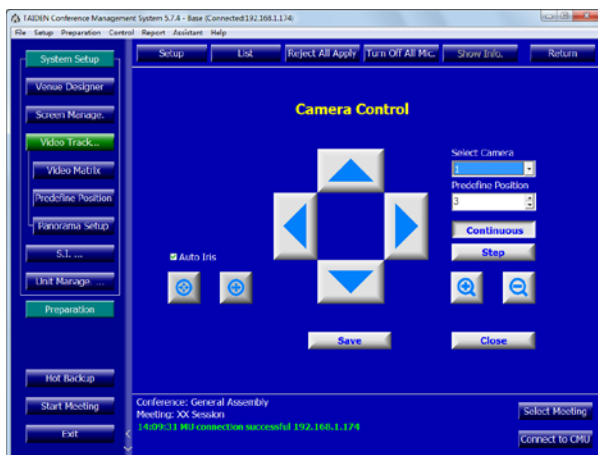 TAIDEN Conference Management System 5.7.4 - Base (Connected:192.168.1.174)
File Setup Preparation Control Report Assistant Help
System Setup
Setup List Reject All Apply Turn Off All Mic. Show Info. Return
Venue Designer
Screen Manage.
Video Track...
Video Matrix
Predefine Position
Panorama Setup
S.I. ...
Unit Manage. ...
Preparation
Hot Backup
Start Meeting
Exit
Camera Control
Select Camera
1
Predefine Position
3
Continuous
Step
Auto Iris
Save
Close
Conference: General Assembly
Meeting: XX Session
14:09:31 MU connection successful 192.168.1.174
Select Meeting
Connect to CMU